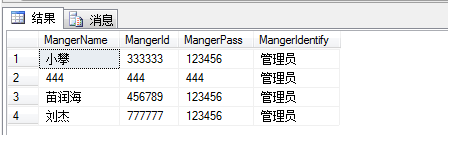 结果 消息
MangerName MangerId MangerPass MangerIdentify
1 小攀 333333 123456 管理员
2 444 444 444 管理员
3 苗润海 456789 123456 管理员
4 刘杰 777777 123456 管理员